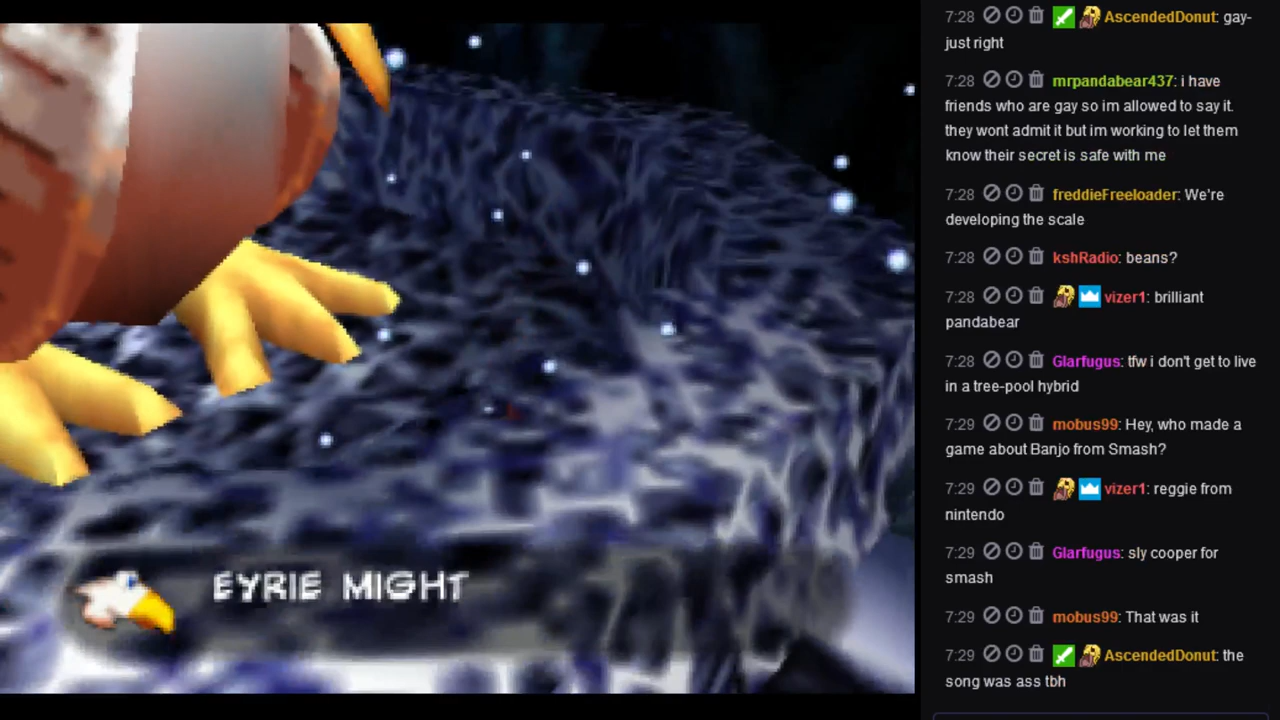 EYRIE MIGHT
7:28 AscendedDonut: gay-
just right
7:28 mrpandabear437: i have
friends who are gay so im allowed to say it.
they wont admit it but im working to let them
know their secret is safe with me
7:28 freddieFreeloader: We're
developing the scale
7:28 kshRadio: beans?
7:28 vizer1: brilliant
pandabear
7:28 Glarfugus: tfw i don't get to live
in a tree-pool hybrid
7:29 mobus99: Hey, who made a
game about Banjo from Smash?
7:29 vizer1: reggie from
nintendo
7:29 Glarfugus: sly cooper for
smash
7:29 mobus99: That was it
7:29 AscendedDonut: the
song was ass tbh